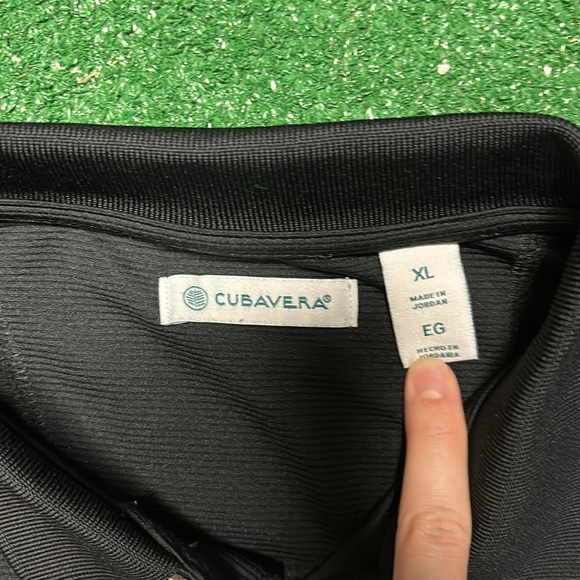 CUBAVERA®
XL
MADE IN
JORDAN
EG
HECHO EN
JORDANIA